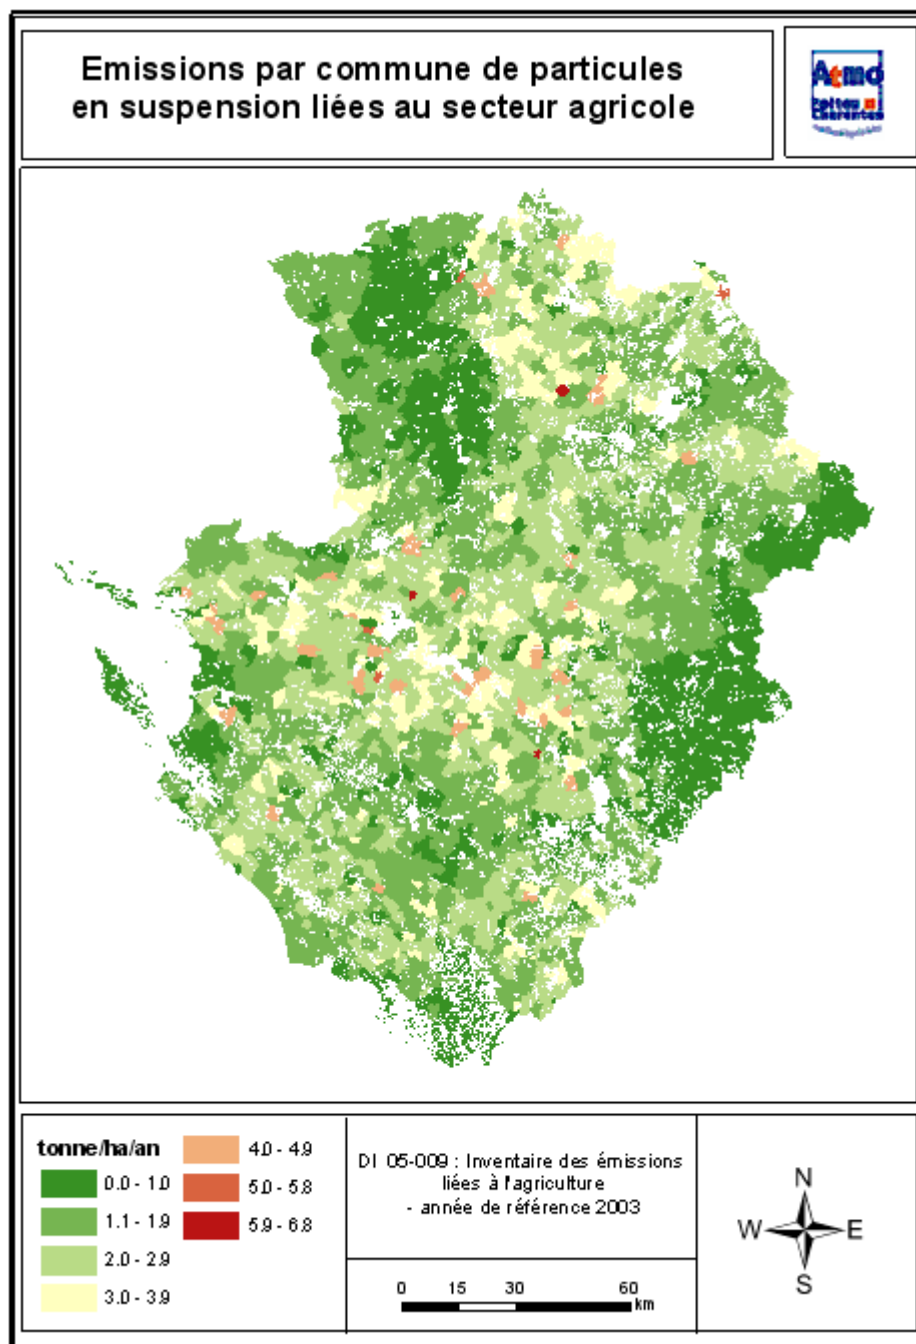 Emissions par commune de particules
en suspension liées au secteur agricole
Atmo
Poitou
Charentes
tonne/ha/an
0.0 - 1.0
1.1 - 1.9
2.0 - 2.9
3.0 - 3.9
4.0 - 4.9
5.0 - 5.8
5.9 - 6.8
DI 05-009 : Inventaire des émissions
liées à l'agriculture
- année de référence 2003
0 15 30 60
km
N
W E
S